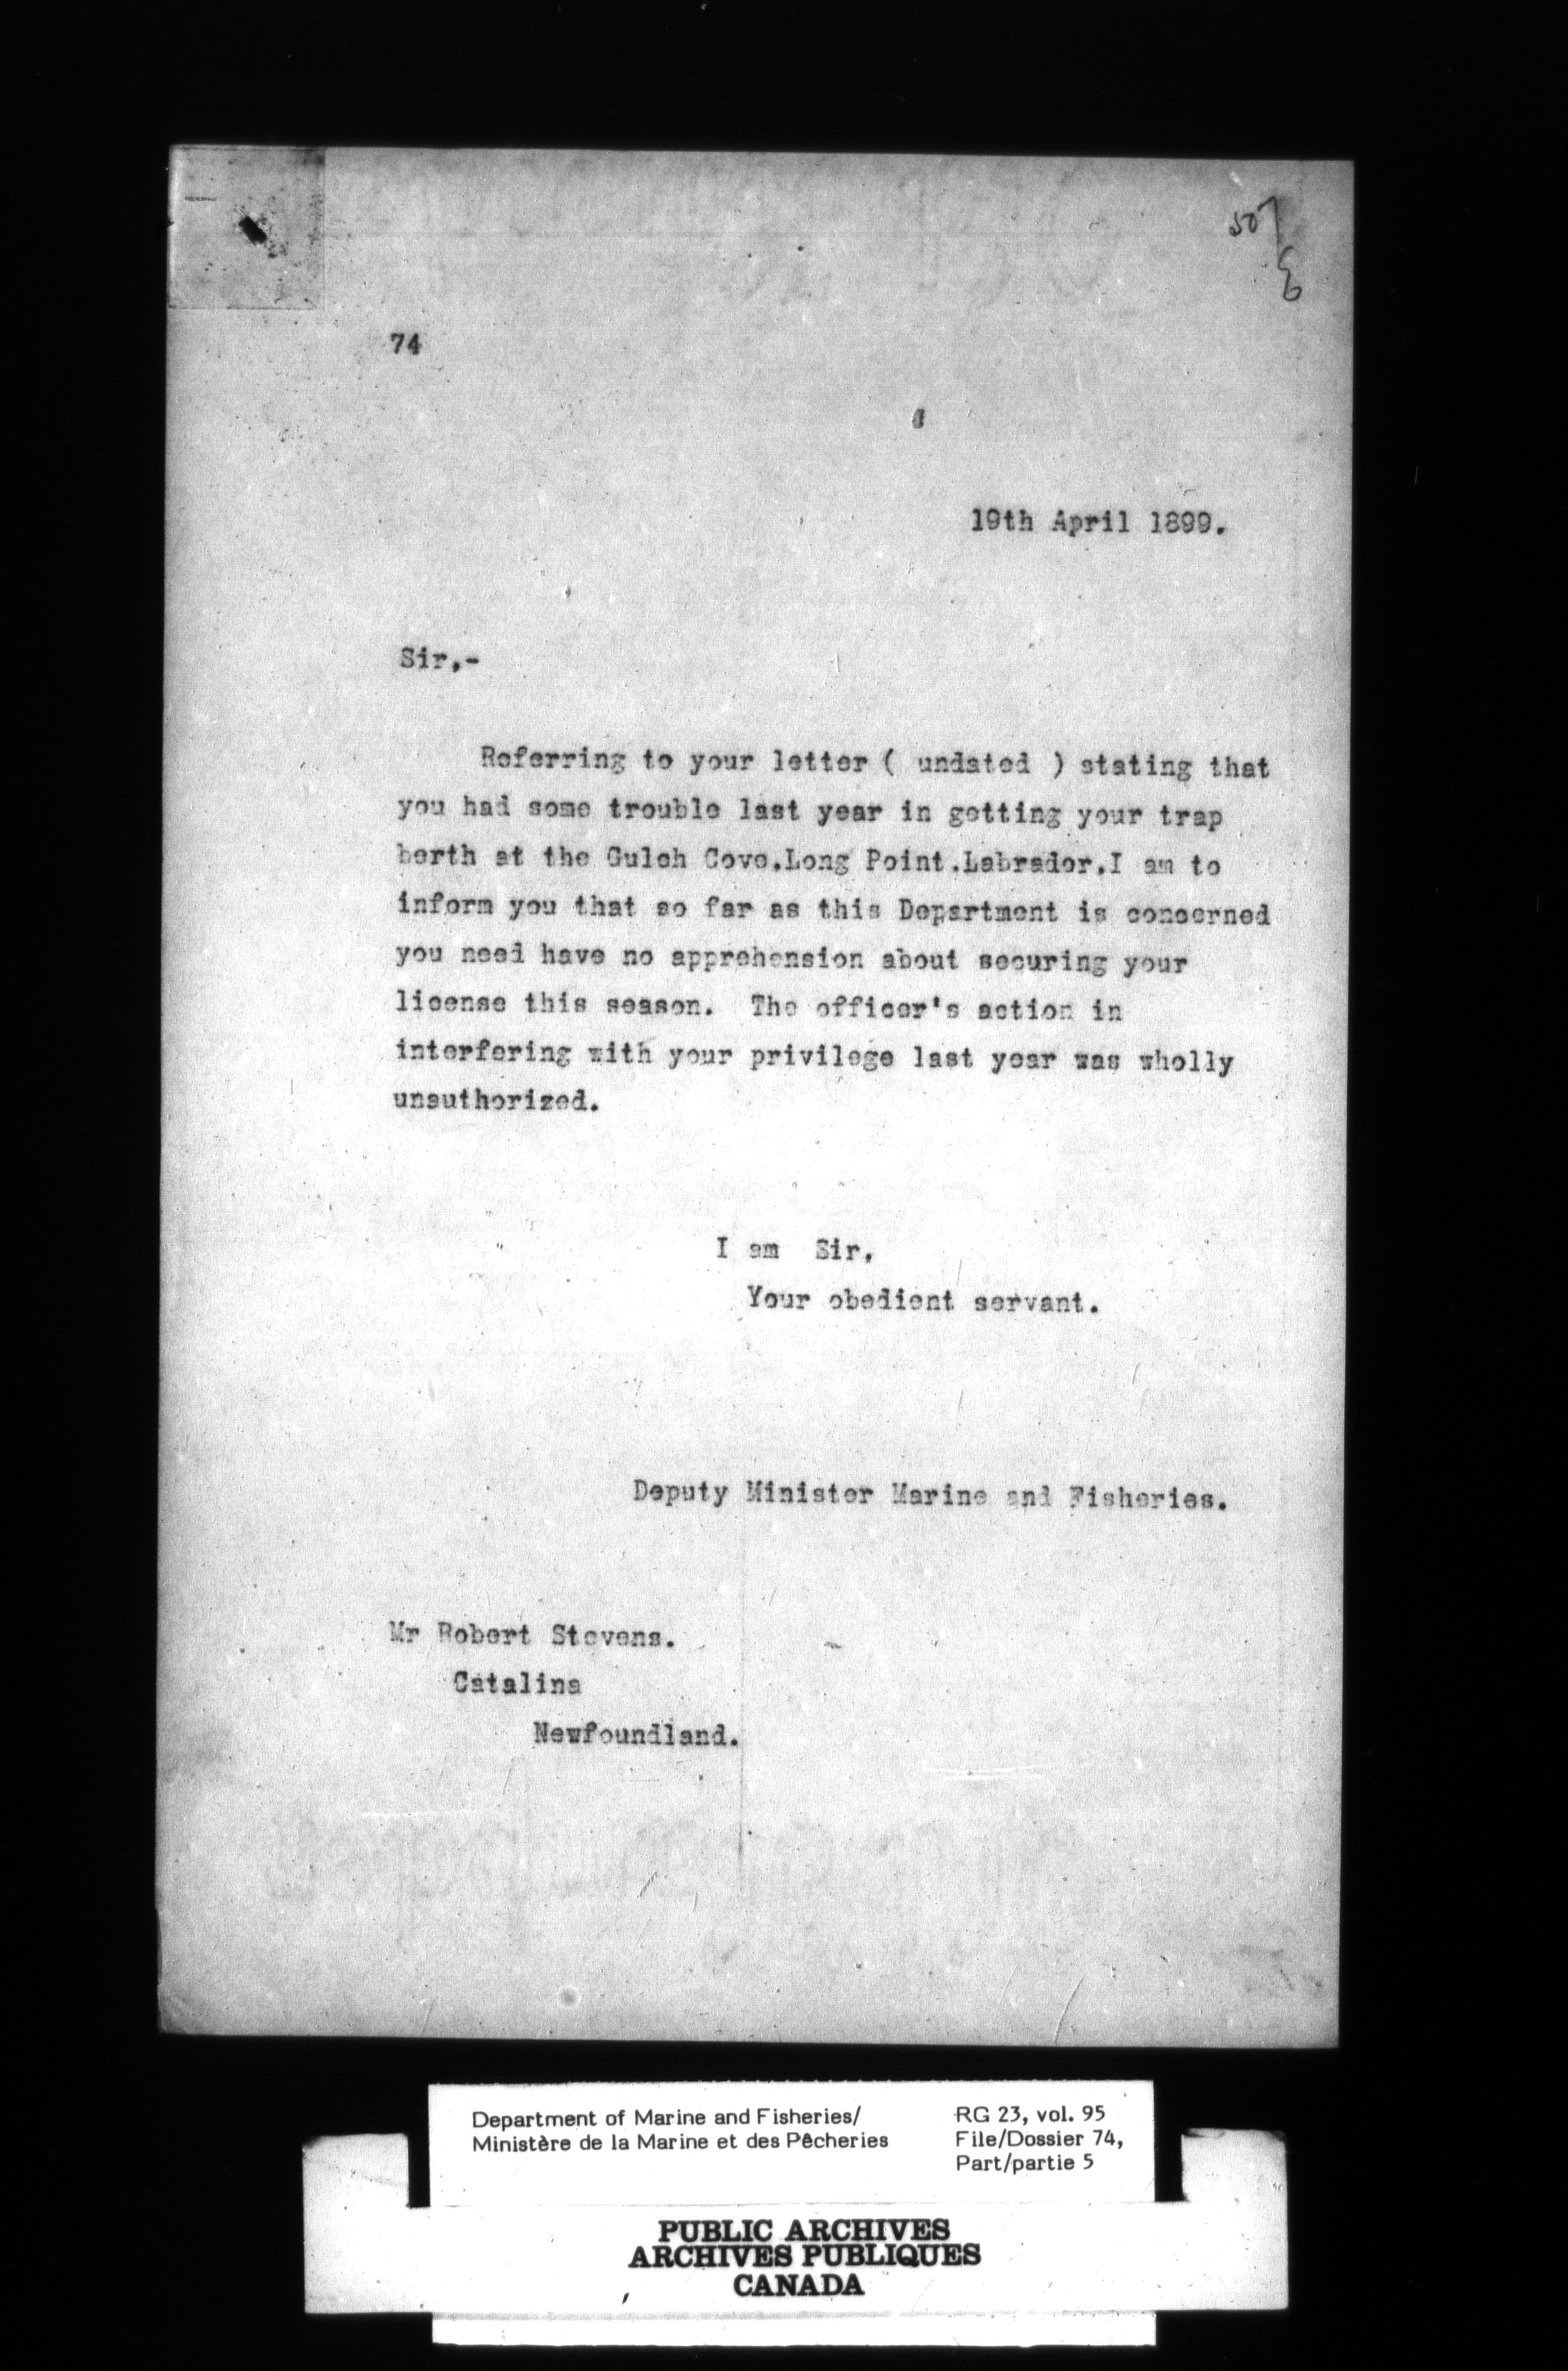 507
74
19th April 1899.
Sir,-
Referring to your letter ( undated ) stating that
you had some trouble last year in getting your trap
berth at the Gulch Cove.Long Point.Labrador.I am to
inform you that so far as this Department is concerned
you need have no apprehension about securing your
license this season. The officer's action in
interfering with your privilege last year was wholly
unauthorized.
I am Sir,
Your obedient servant.
Deputy Minister Marine and Fisheries.
Mr Robert Stevens.
Catalina
Newfoundland.
Department of Marine and Fisheries/
Ministère de la Marine et des Pêcheries
RG 23, vol. 95
File/Dossier 74,
Part/partie 5
PUBLIC ARCHIVES
ARCHIVES PUBLIQUES
CANADA